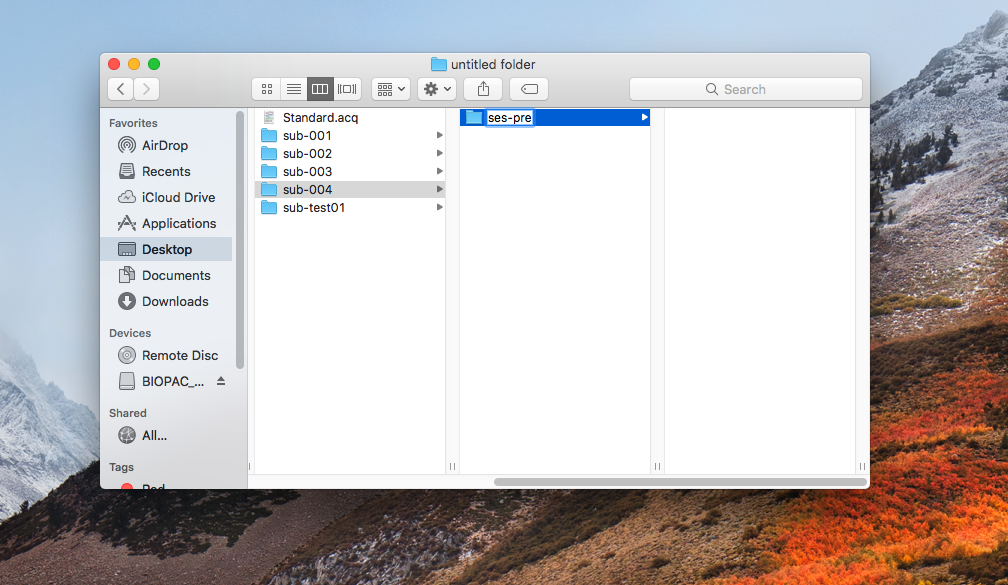 untitled folder
Search
Favorites
AirDrop
Recents
iCloud Drive
Applications
Desktop
Documents
Downloads
Devices
Remote Disc
BIOPAC_...
Shared
All...
Tags
Red
Standard.acq
sub-001
sub-002
sub-003
sub-004
sub-test01
ses-pre